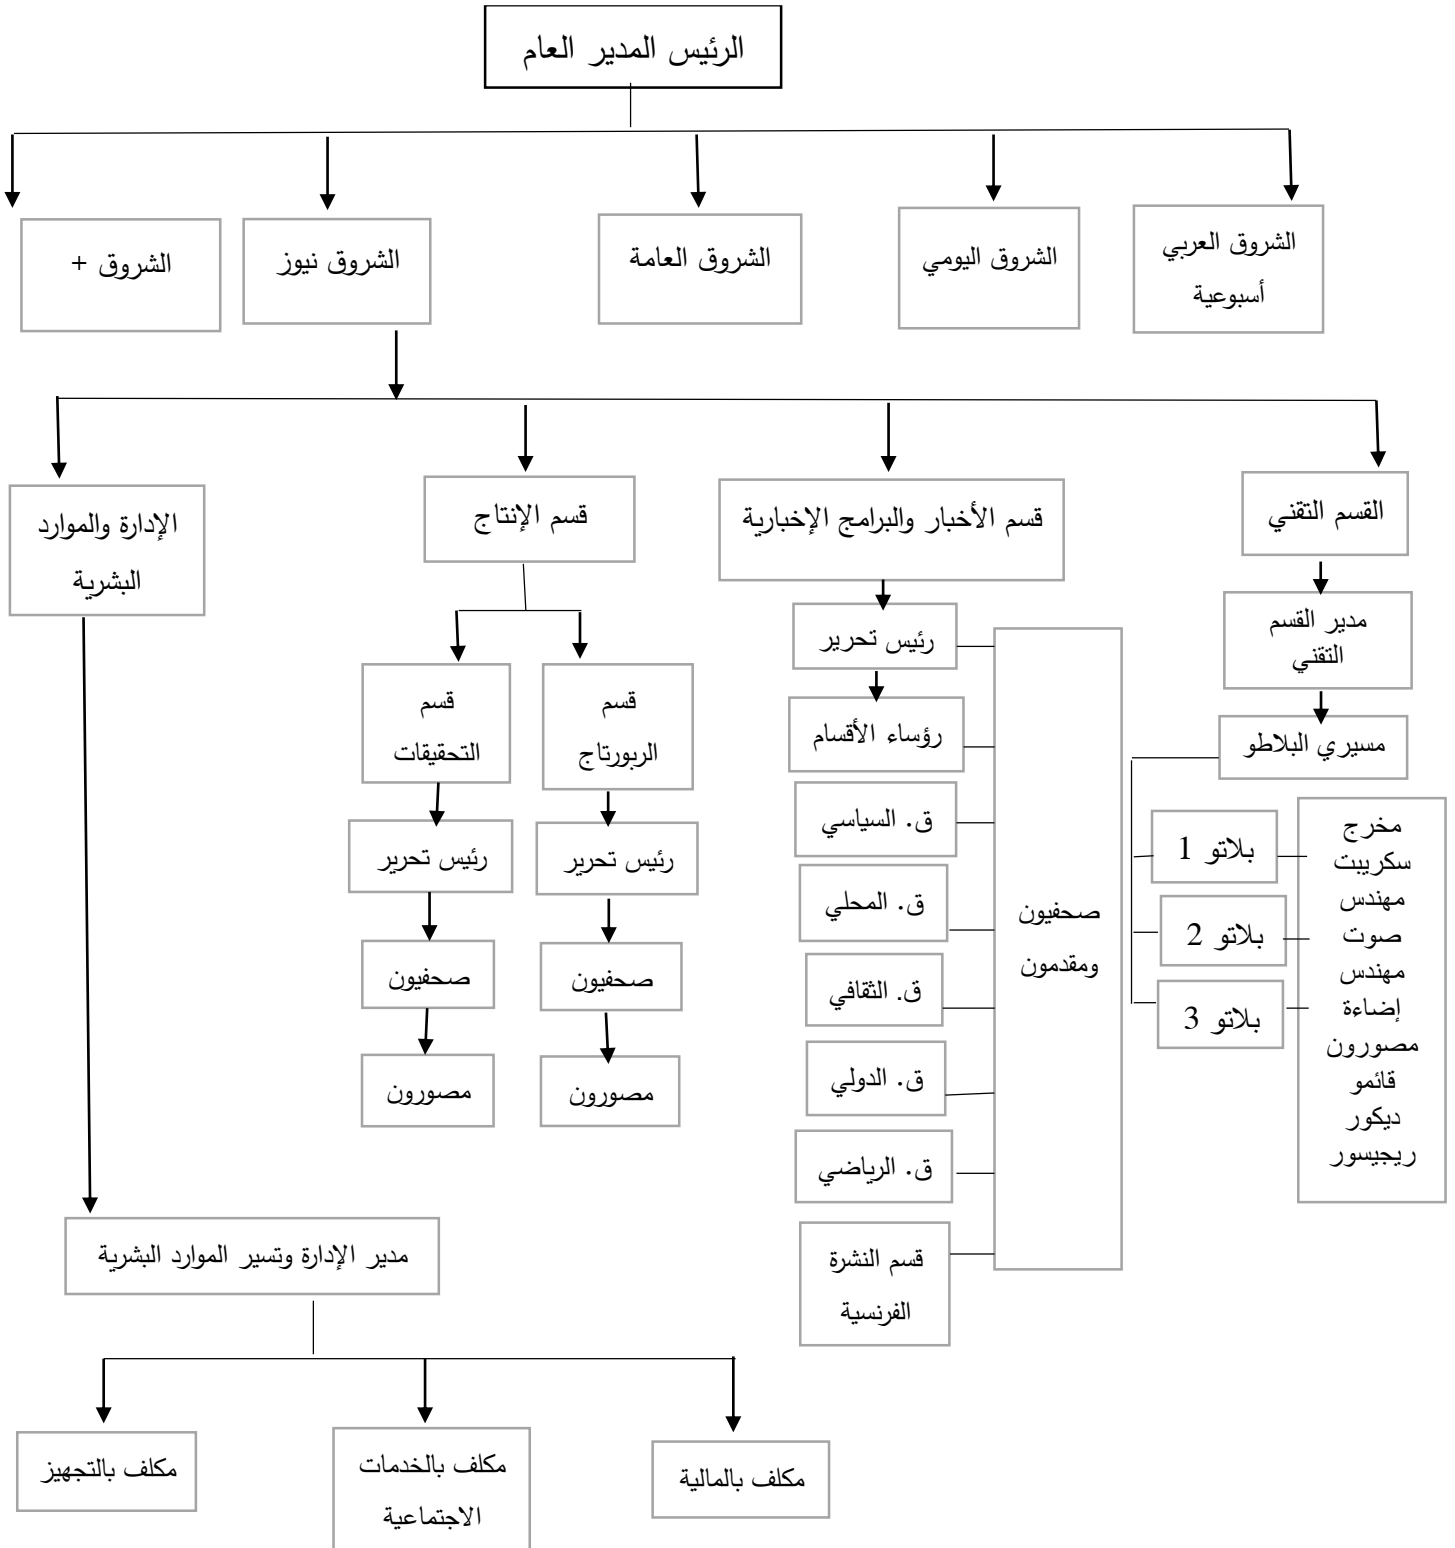 الرئيس المدير العام
الشروق العربي
أسبوعية
الشروق اليومي
الشروق العامة
الشروق نيوز
الشروق +
القسم التقني
قسم الأخبار والبرامج الإخبارية
قسم الإنتاج
الإدارة والموارد
البشرية
مدير القسم
التقني
مسيري البلاطو
بلاتو 1
بلاتو 2
بلاتو 3
مخرج
سكريبت
مهندس
صوت
مهندس
إضاءة
مصورون
قائمو
ديكور
ريجيسور
رئيس تحرير
رؤساء الأقسام
ق. السياسي
ق. المحلي
ق. الثقافي
ق. الدولي
ق. الرياضي
قسم النشرة
الفرنسية
صحفيون
ومقدمون
قسم
الربورتاج
رئيس تحرير
صحفيون
مصورون
قسم
التحقيقات
رئيس تحرير
صحفيون
مصورون
مدير الإدارة وتسير الموارد البشرية
مكلف بالمالية
مكلف بالخدمات
الاجتماعية
مكلف بالتجهيز